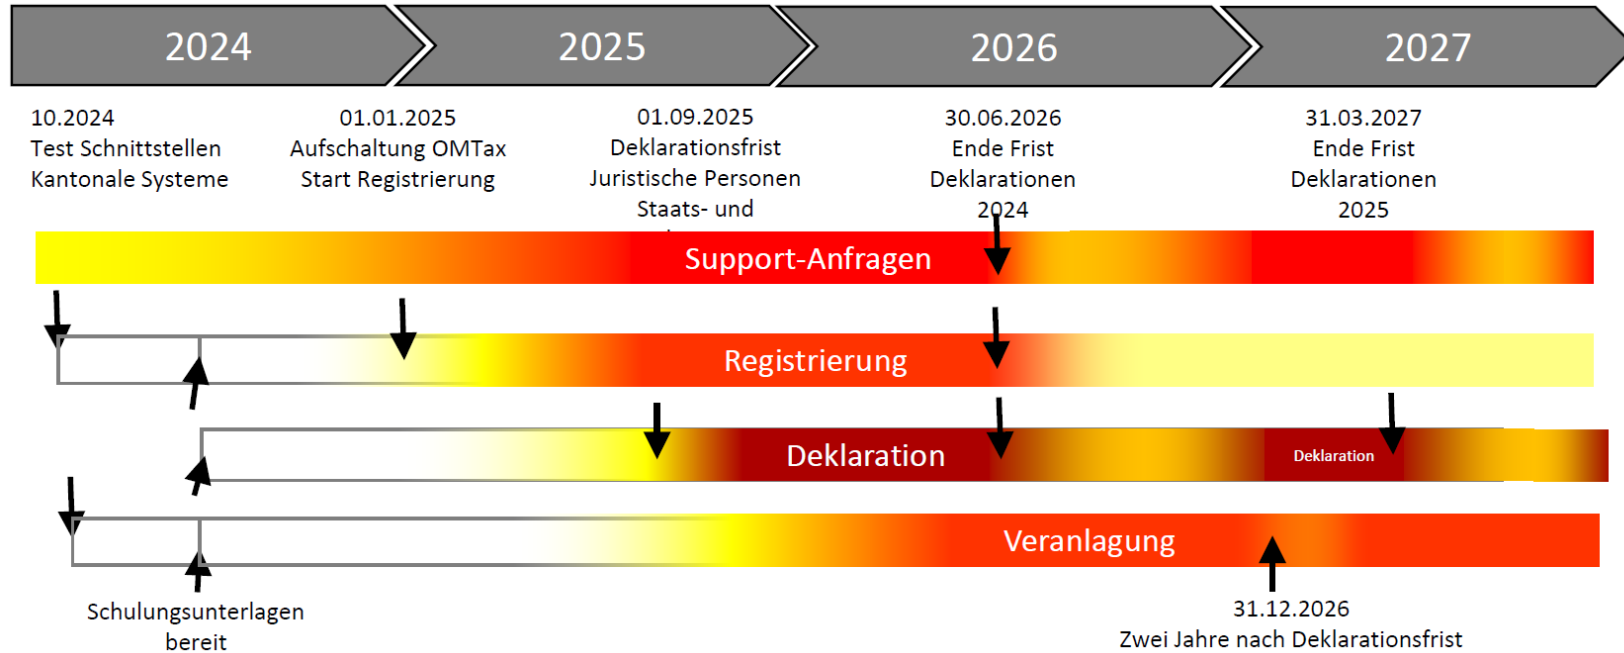 2024
2025
2026
2027
10.2024
Test Schnittstellen
Kantonale Systeme
01.01.2025
Aufschaltung OMTax
Start Registrierung
01.09.2025
Deklarationsfrist
Juristische Personen
Staats- und
30.06.2026
Ende Frist
Deklarationen
2024
31.03.2027
Ende Frist
Deklarationen
2025
Support-Anfragen
Registrierung
Deklaration
Deklaration
Veranlagung
Schulungsunterlagen
bereit
31.12.2026
Zwei Jahre nach Deklarationsfrist